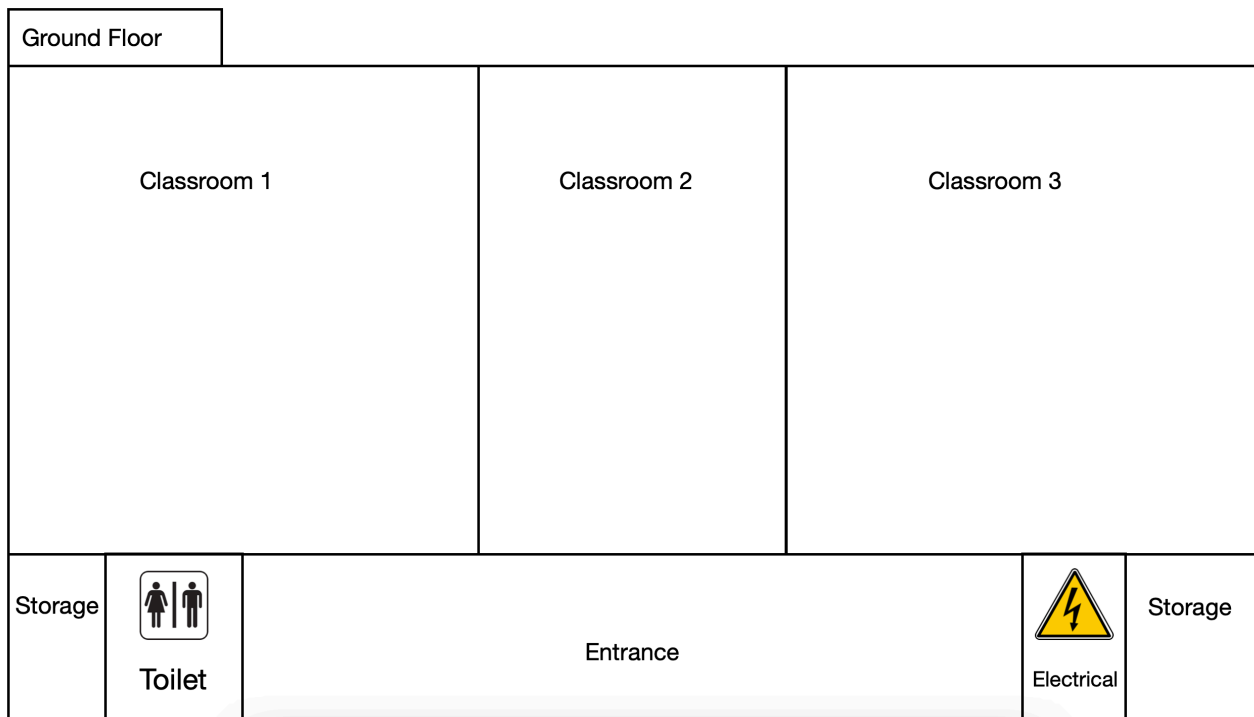 Ground Floor
Classroom 1
Classroom 2
Classroom 3
Storage
Toilet
Entrance
Electrical
Storage